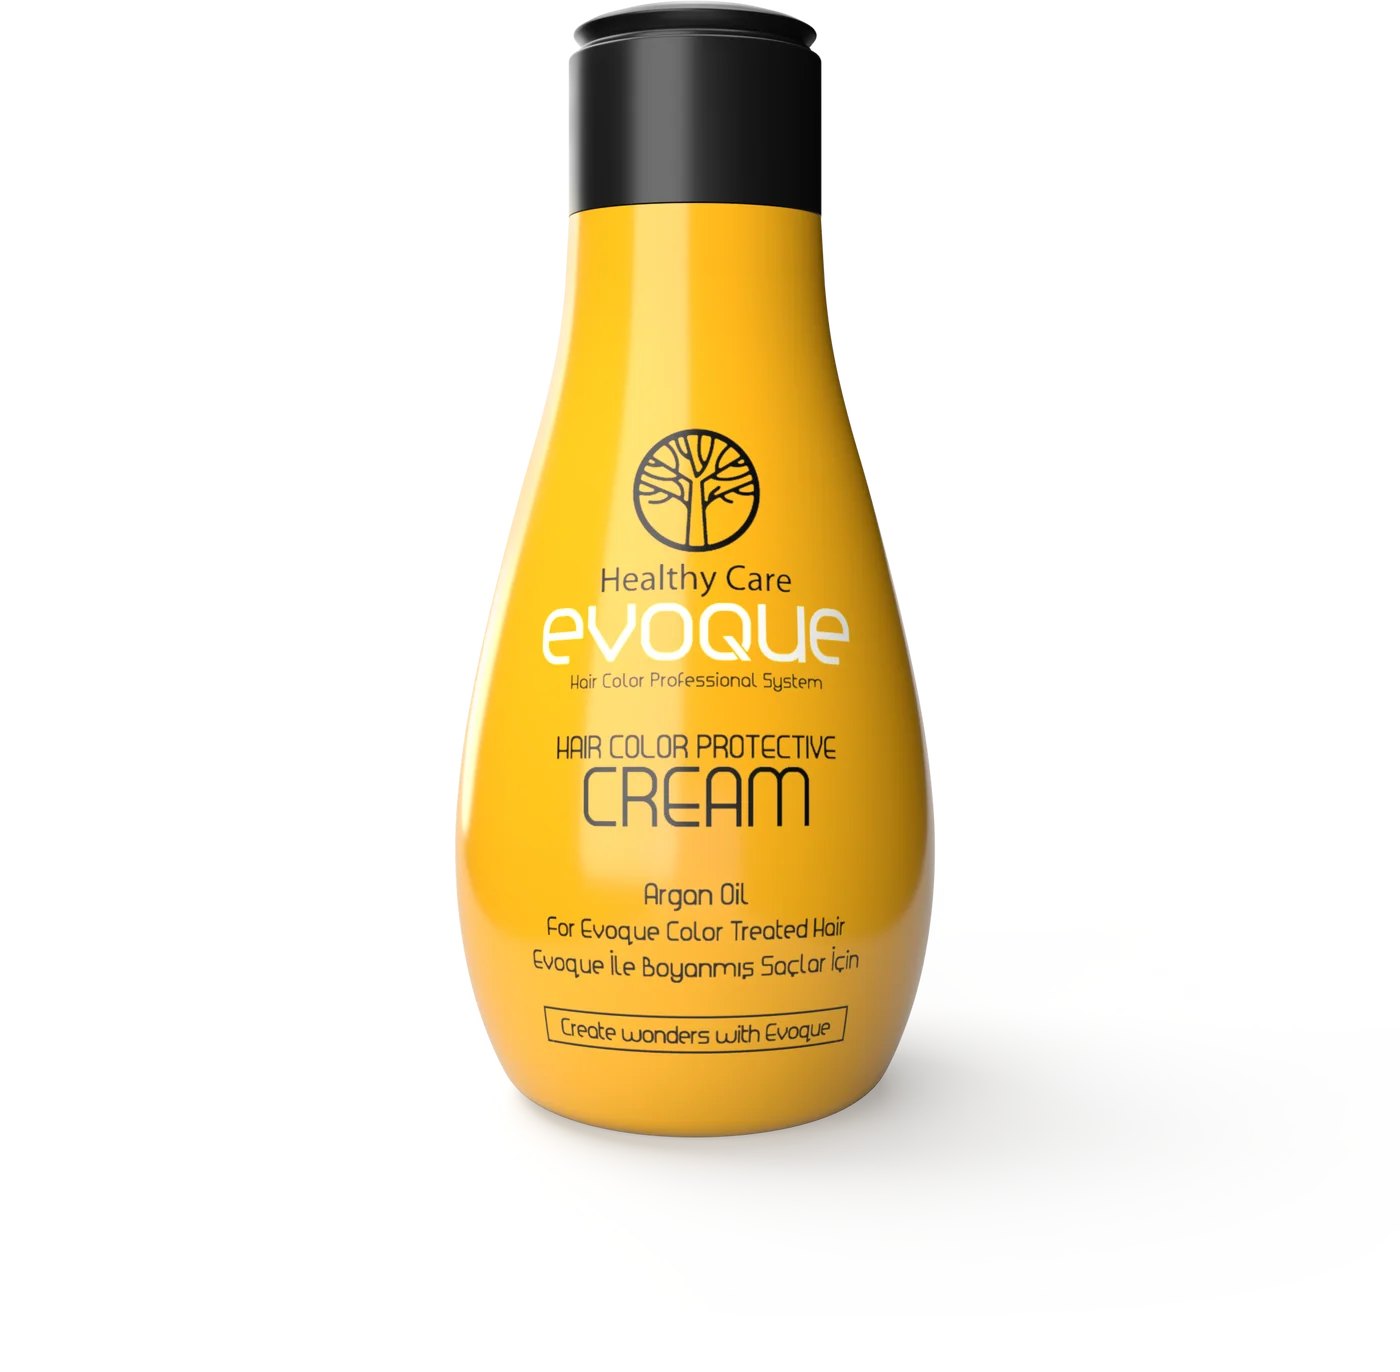 Healthy Care
evoque
Hair Color Professional System
HAIR COLOR PROTECTIVE
CREAM
Argan Oil
For Evoque Color Treated Hair
Evoque İle Boyanmış Saçlar İçin
Create wonders with Evoque